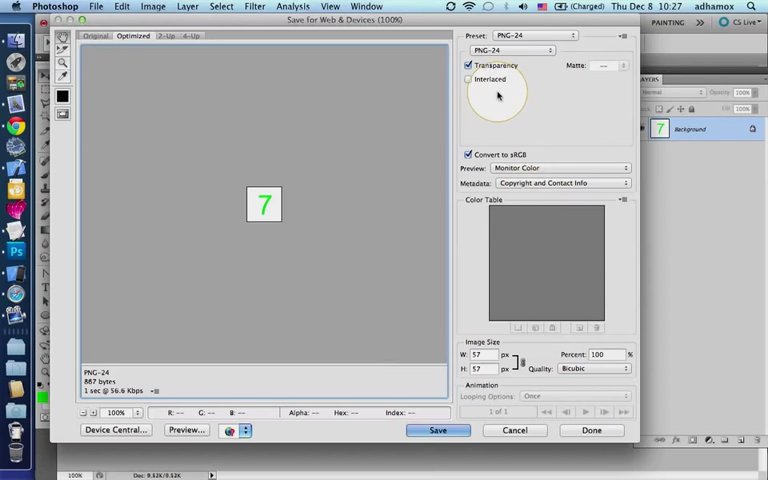 Photoshop File Edit Image Layer Select Filter Analysis View Window (Charged) Thu Dec 8 10:27 adhamox
Save for Web & Devices (100%)
PAINTING CS Live
Original Optimized 2-Up 4-Up
Preset: PNG-24
PNG-24
Transparency Matte: --
Interlaced
Convert to sRGB
Preview: Monitor Color
Metadata: Copyright and Contact Info
Color Table
7
Image Size
W: 57 px Percent: 100 %
H: 57 px Quality: Bicubic
Animation
Looping Options: Once
1 of 1
PNG-24
867 bytes
1 sec @ 56.6 Kbps
100% R: -- G: -- B: -- Alpha: -- Hex: -- Index: --
Device Central... Preview... Save Cancel Done
LAYERS
Normal Opacity: 100%
Fill: 100%
7 Background
100% Doc: 9.52K/9.52K